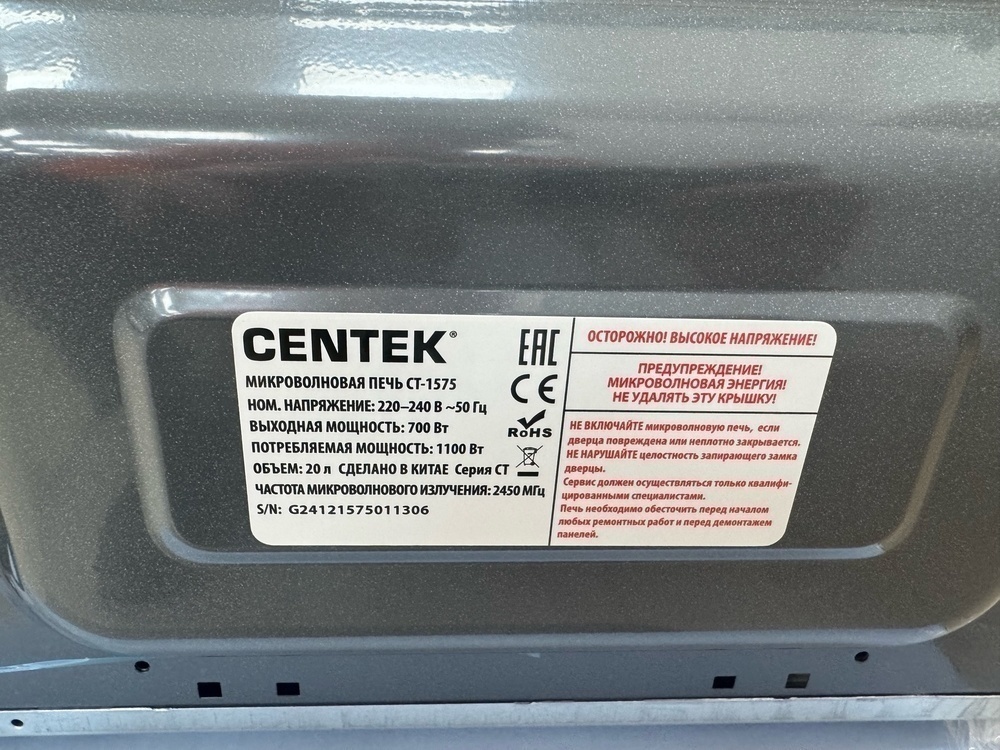 CENTEK®
МИКРОВОЛНОВАЯ ПЕЧЬ CT-1575
НОМ. НАПРЯЖЕНИЕ: 220–240 В ~50 Гц
ВЫХОДНАЯ МОЩНОСТЬ: 700 Вт
ПОТРЕБЛЯЕМАЯ МОЩНОСТЬ: 1100 Вт
ОБЪЕМ: 20 л СДЕЛАНО В КИТАЕ Серия СТ
ЧАСТОТА МИКРОВОЛНОВОГО ИЗЛУЧЕНИЯ: 2450 МГц
S/N: G24121575011306
EAC
CE
RoHS
ОСТОРОЖНО! ВЫСОКОЕ НАПРЯЖЕНИЕ!
ПРЕДУПРЕЖДЕНИЕ!
МИКРОВОЛНОВАЯ ЭНЕРГИЯ!
НЕ УДАЛЯТЬ ЭТУ КРЫШКУ!
НЕ ВКЛЮЧАЙТЕ микроволновую печь, если
дверца повреждена или неплотно закрывается.
НЕ НАРУШАЙТЕ целостность запирающего замка
дверцы.
Сервис должен осуществляться только квалифи-
цированными специалистами.
Печь необходимо обесточить перед началом
любых ремонтных работ и перед демонтажем
панелей.